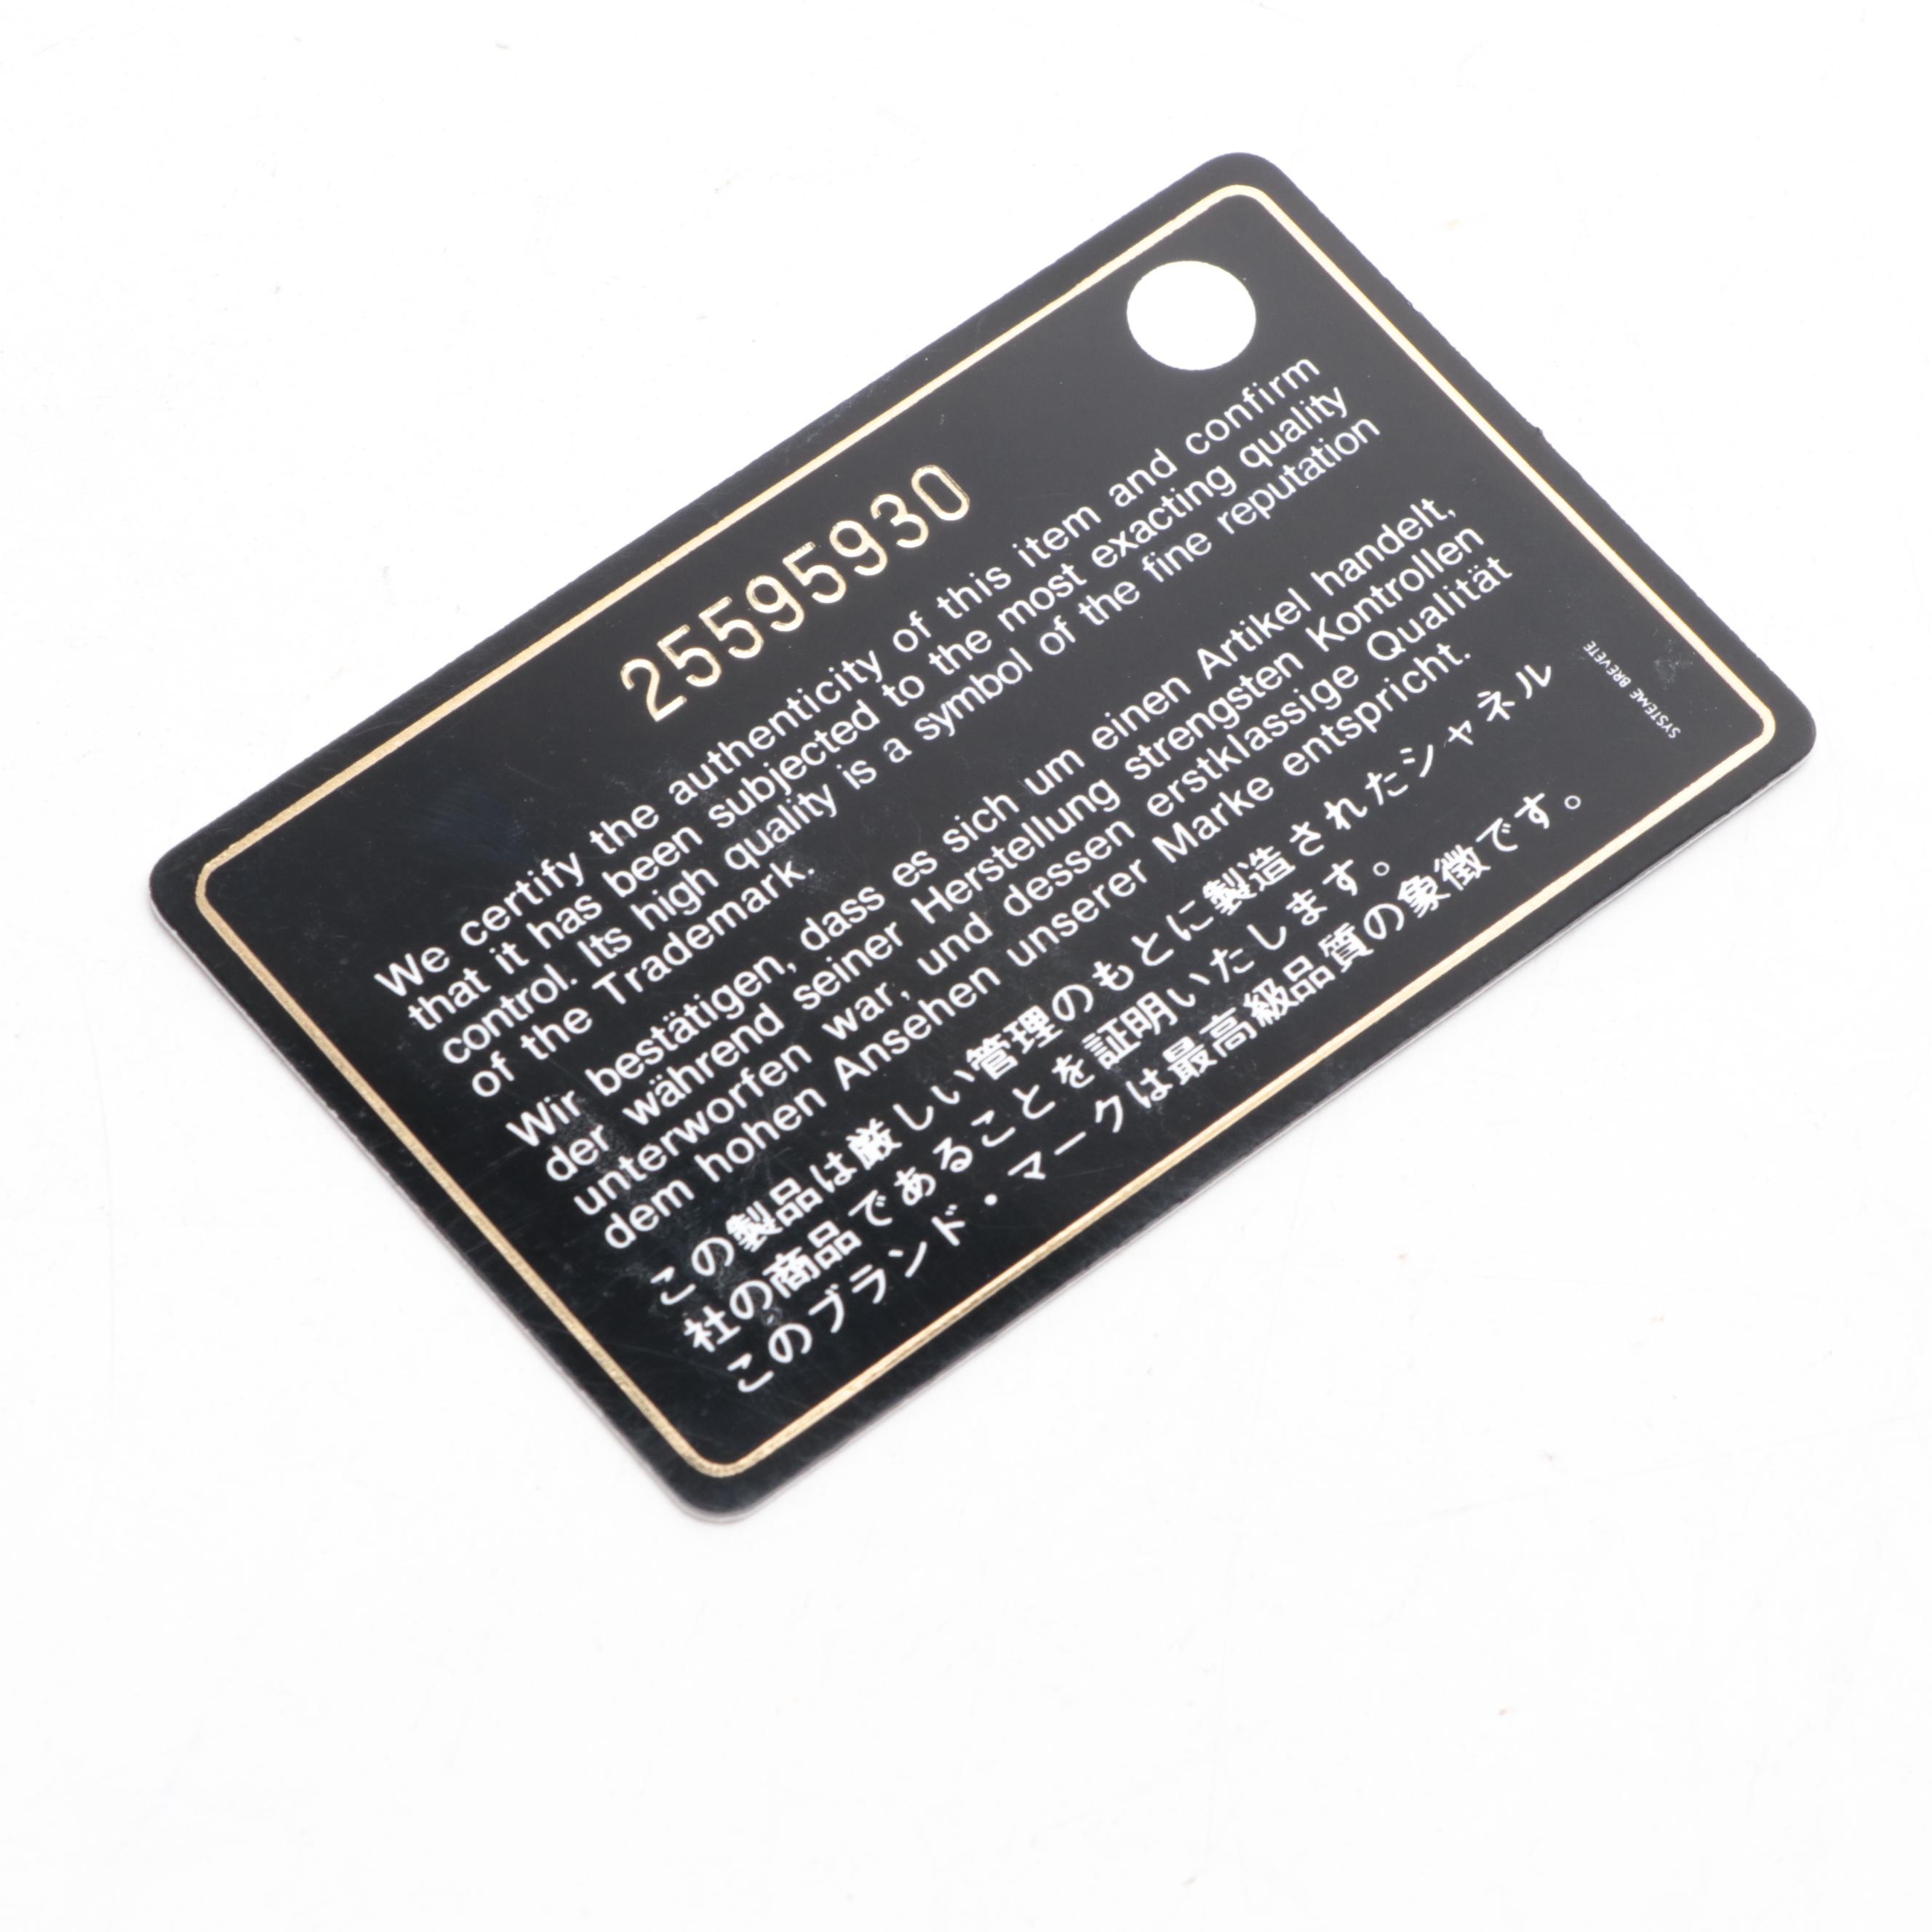 2595930
We certify the authenticity of this item and confirm
that it has been subjected to the most exacting quality
control. Its high quality is a symbol of the fine reputation
of the Trademark.
Wir bestätigen, dass es sich um einen Artikel handelt,
der während seiner Herstellung strengsten Kontrollen
unterworfen war, und dessen erstklassige Qualität
dem hohen Ansehen unserer Marke entspricht.
この製品は厳しい管理のもとに製造されたシャネル
社の商品であることを証明いたします。
このブランド・マークは最高級品質の象徴です。
SYSTEME BREVETE